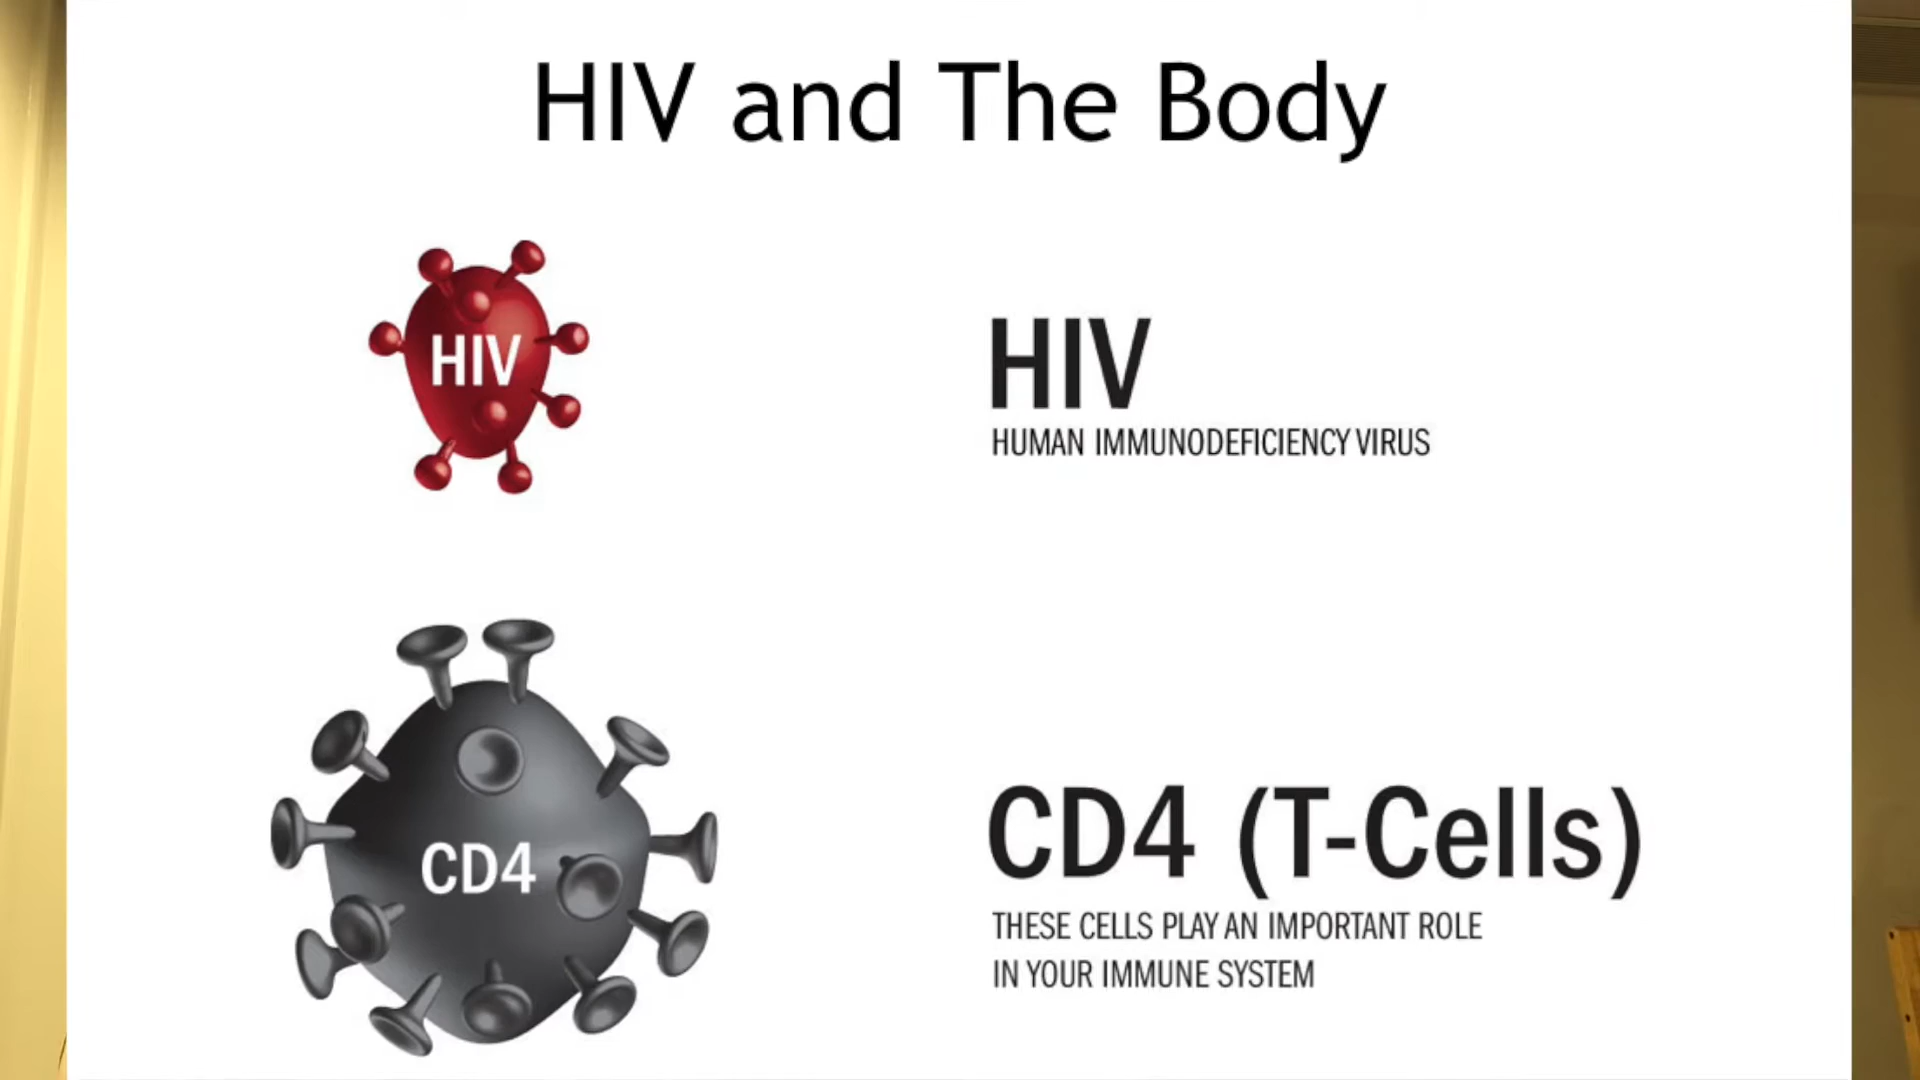 HIV and The Body
HIV
HIV
HUMAN IMMUNODEFICIENCY VIRUS
CD4
CD4 (T-Cells)
THESE CELLS PLAY AN IMPORTANT ROLE
IN YOUR IMMUNE SYSTEM